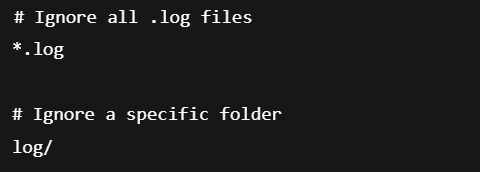 # Ignore all .log files
*.log
# Ignore a specific folder
log/